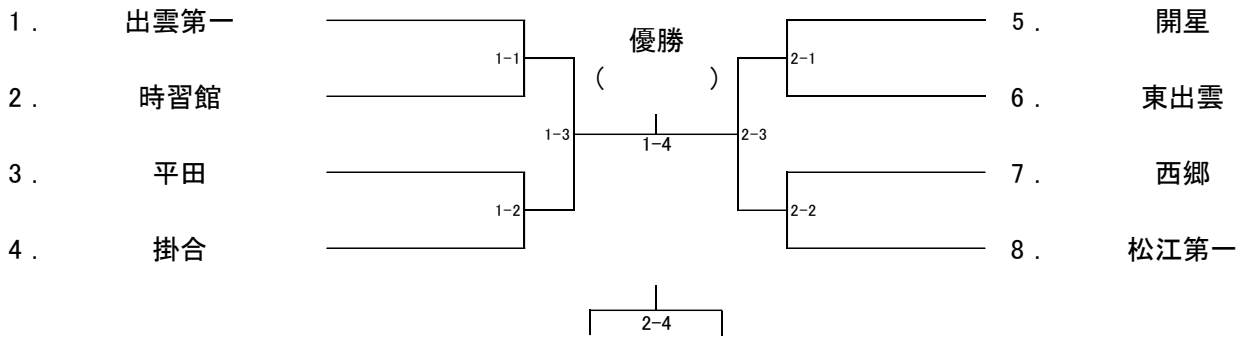 1. 出雲第一
2. 時習館
3. 平田
4. 掛合
1-1
1-2
1-3
優勝
( )
1-4
2-4
2-1
2-3
2-2
5. 開星
6. 東出雲
7. 西郷
8. 松江第一